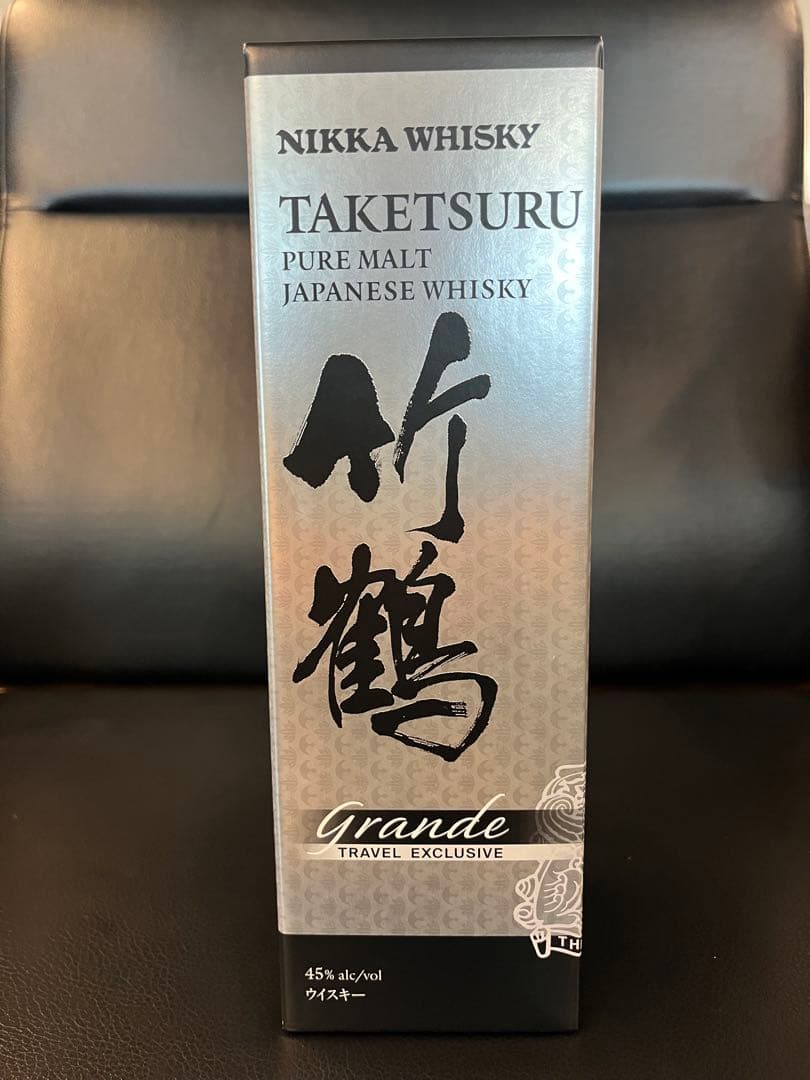 NIKKA WHISKY
TAKETSURU
PURE MALT
JAPANESE WHISKY
竹
鶴
Grande
TRAVEL EXCLUSIVE
TH
45% alc/vol
ウイスキー